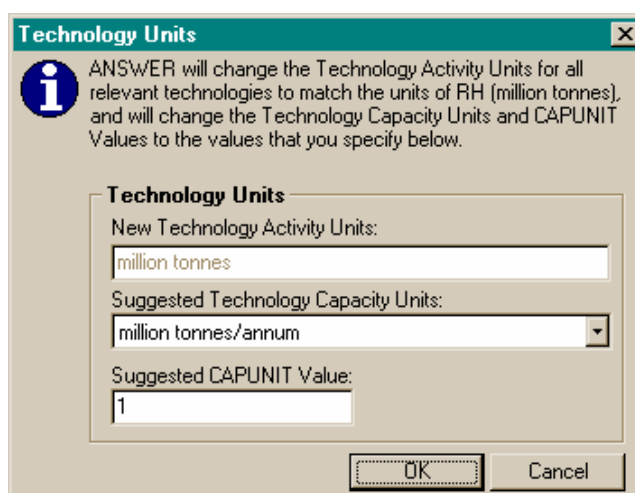 Technology Units
ANSWER will change the Technology Activity Units for all
relevant technologies to match the units of RH (million tonnes),
and will change the Technology Capacity Units and CAPUNIT
Values to the values that you specify below.
Technology Units
New Technology Activity Units:
million tonnes
Suggested Technology Capacity Units:
million tonnes/annum
Suggested CAPUNIT Value:
1
OK
Cancel